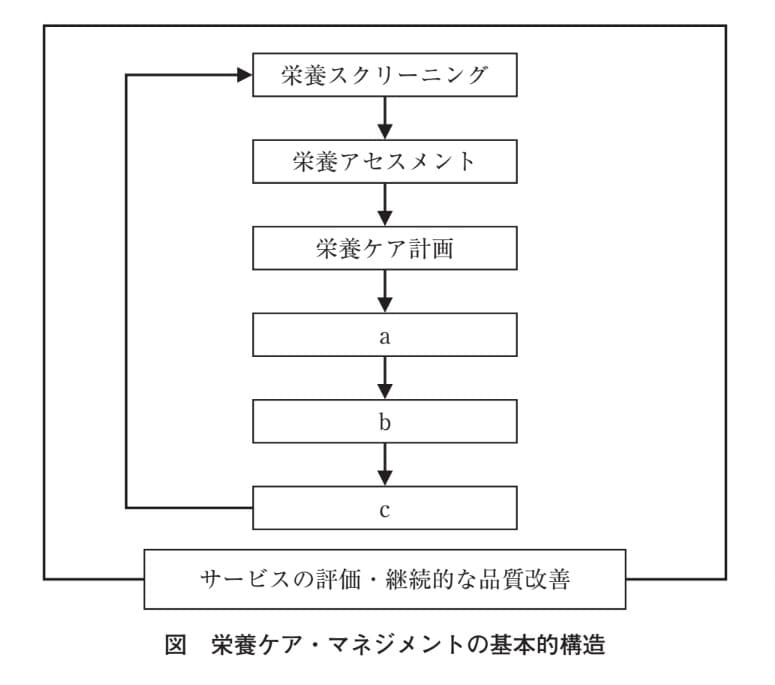 栄養スクリーニング
栄養アセスメント
栄養ケア計画
a
b
c
サービスの評価・継続的な品質改善
図　栄養ケア・マネジメントの基本的構造